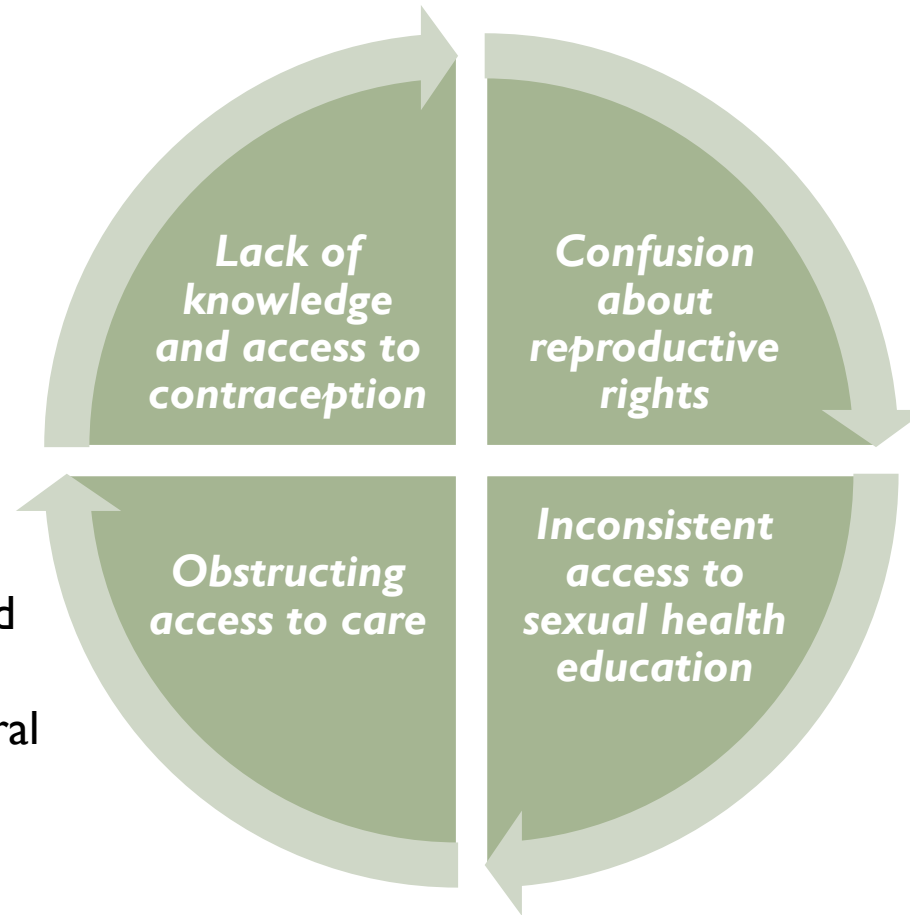 Lack of
knowledge
and access to
contraception
Confusion
about
reproductive
rights
Obstructing
access to care
Inconsistent
access to
sexual health
education
d
ral